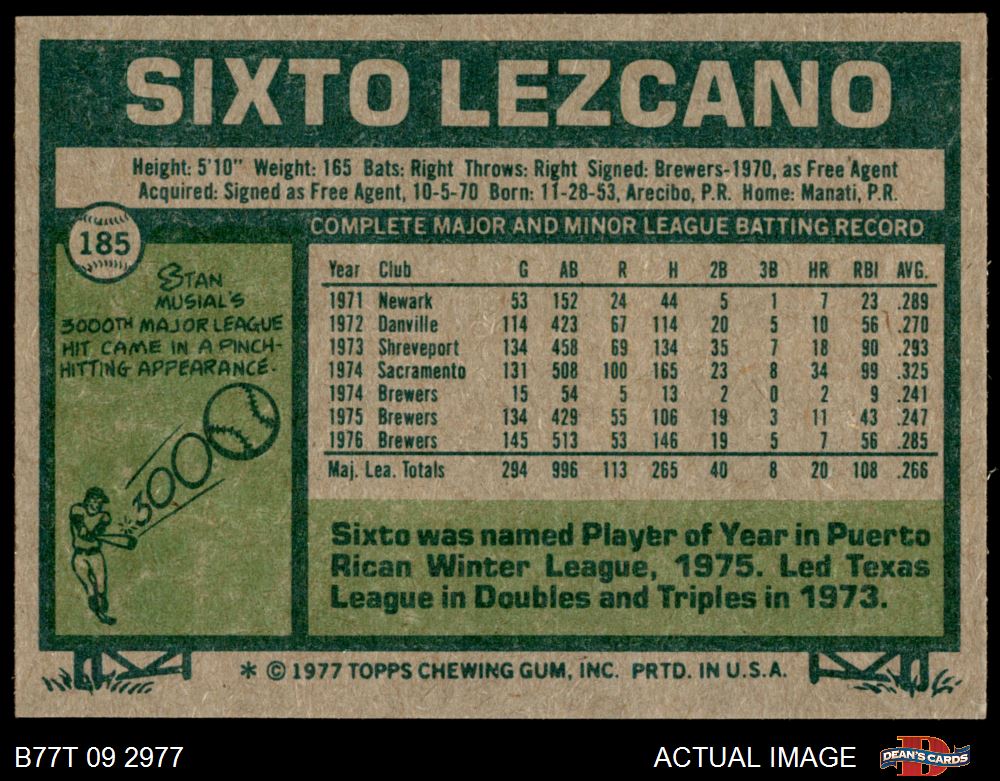 SIXTO LEZCANO
Height: 5'10" Weight: 165 Bats: Right Throws: Right Signed: Brewers-1970, as Free Agent
Acquired: Signed as Free Agent, 10-5-70 Born: 11-28-53, Arecibo, P.R. Home: Manati, P.R.
185
STAN
MUSIAL'S
3000TH MAJOR LEAGUE
HIT CAME IN A PINCH-
HITTING APPEARANCE.
3000
COMPLETE MAJOR AND MINOR LEAGUE BATTING RECORD
Year Club G AB R H 2B 3B HR RBI AVG.
1971 Newark 53 152 24 44 5 1 7 23 .289
1972 Danville 114 423 67 114 20 5 10 56 .270
1973 Shreveport 134 458 69 134 35 7 18 90 .293
1974 Sacramento 131 508 100 165 23 8 34 99 .325
1974 Brewers 15 54 5 13 2 0 2 9 .241
1975 Brewers 134 429 55 106 19 3 11 43 .247
1976 Brewers 145 513 53 146 19 5 7 56 .285
Maj. Lea. Totals 294 996 113 265 40 8 20 108 .266
Sixto was named Player of Year in Puerto
Rican Winter League, 1975. Led Texas
League in Doubles and Triples in 1973.
* © 1977 TOPPS CHEWING GUM, INC. PRTD. IN U.S.A.
B77T 09 2977
ACTUAL IMAGE
DEAN'S CARDS